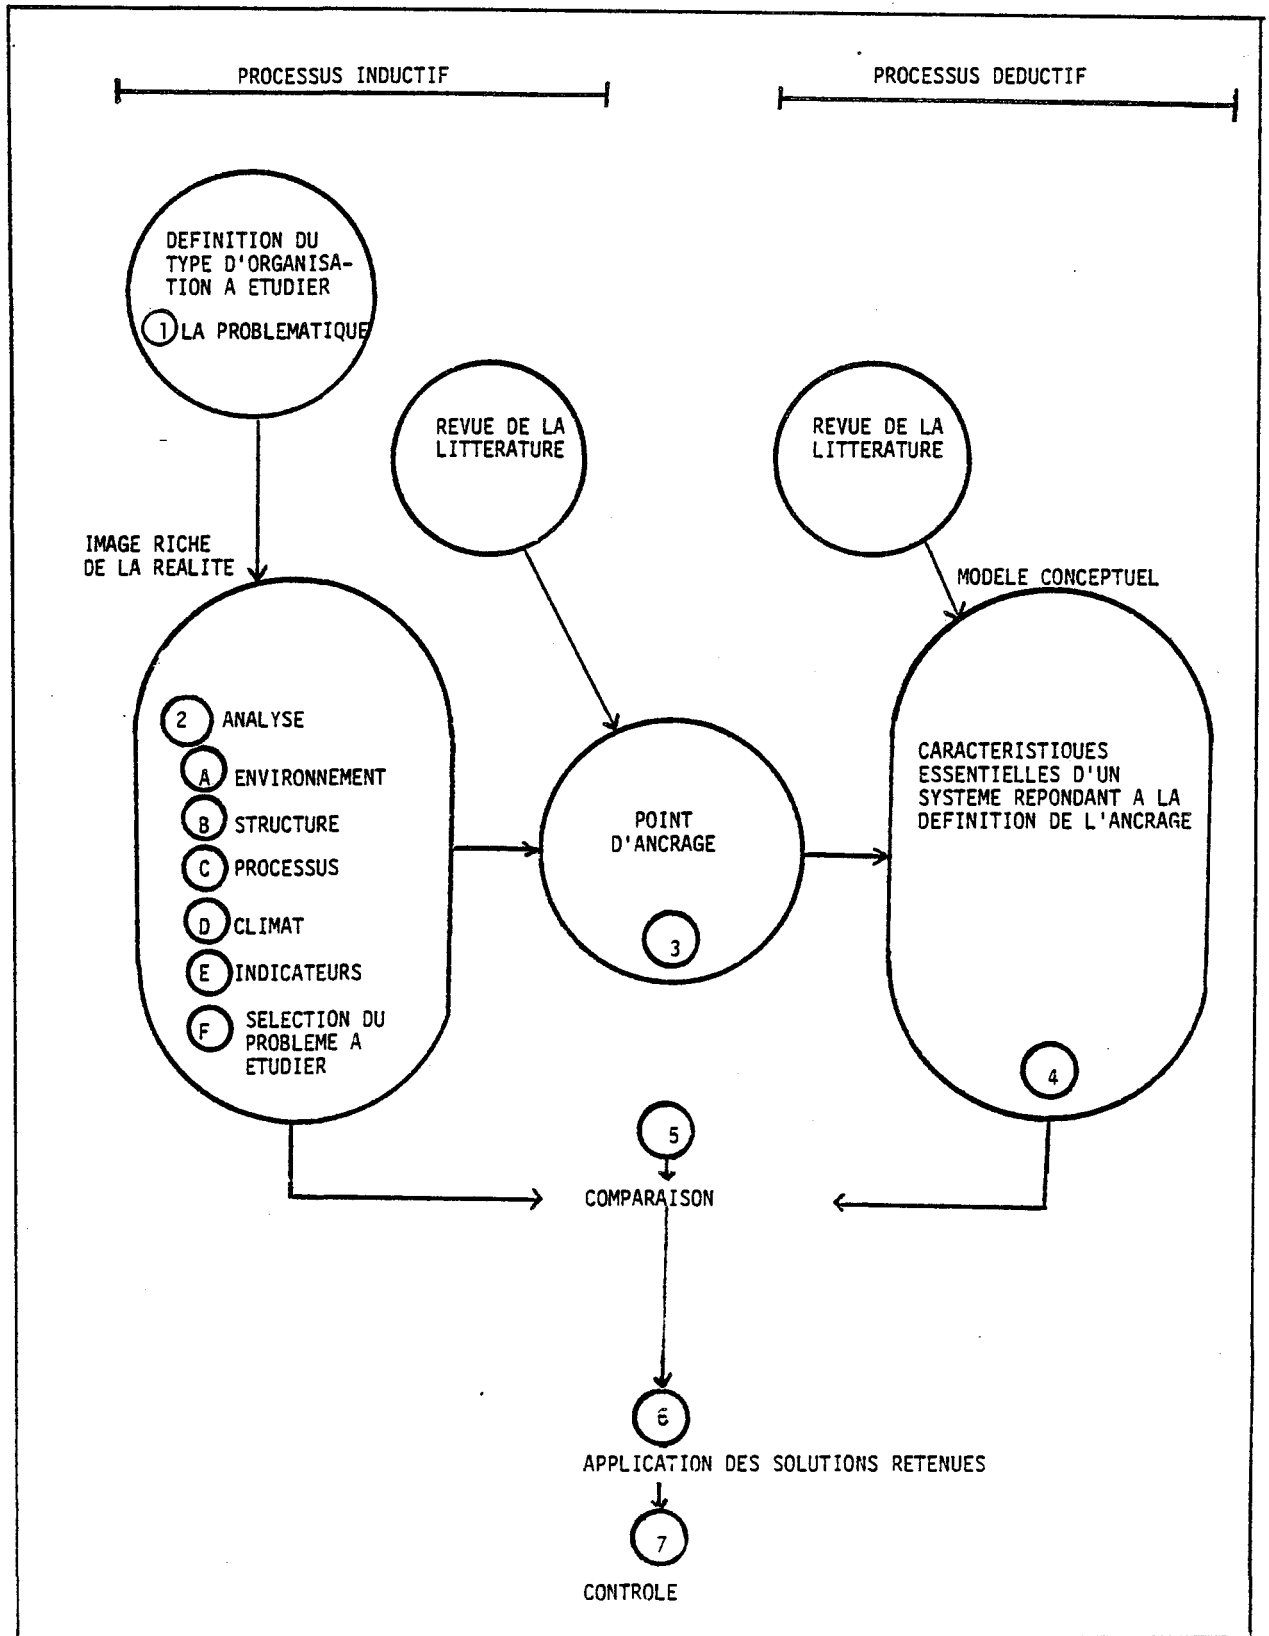 PROCESSUS INDUCTIF
PROCESSUS DEDUCTIF
DEFINITION DU
TYPE D'ORGANISA-
TION A ETUDIER
1 LA PROBLEMATIQUE
REVUE DE LA
LITTERATURE
REVUE DE LA
LITTERATURE
IMAGE RICHE
DE LA REALITE
MODELE CONCEPTUEL
2 ANALYSE
A ENVIRONNEMENT
B STRUCTURE
C PROCESSUS
D CLIMAT
E INDICATEURS
F SELECTION DU
PROBLEME A
ETUDIER
POINT
D'ANCRAGE
3
CARACTERISTIQUES
ESSENTIELLES D'UN
SYSTEME REPONDANT A LA
DEFINITION DE L'ANCRAGE
4
5
COMPARAISON
6
APPLICATION DES SOLUTIONS RETENUES
7
CONTROLE